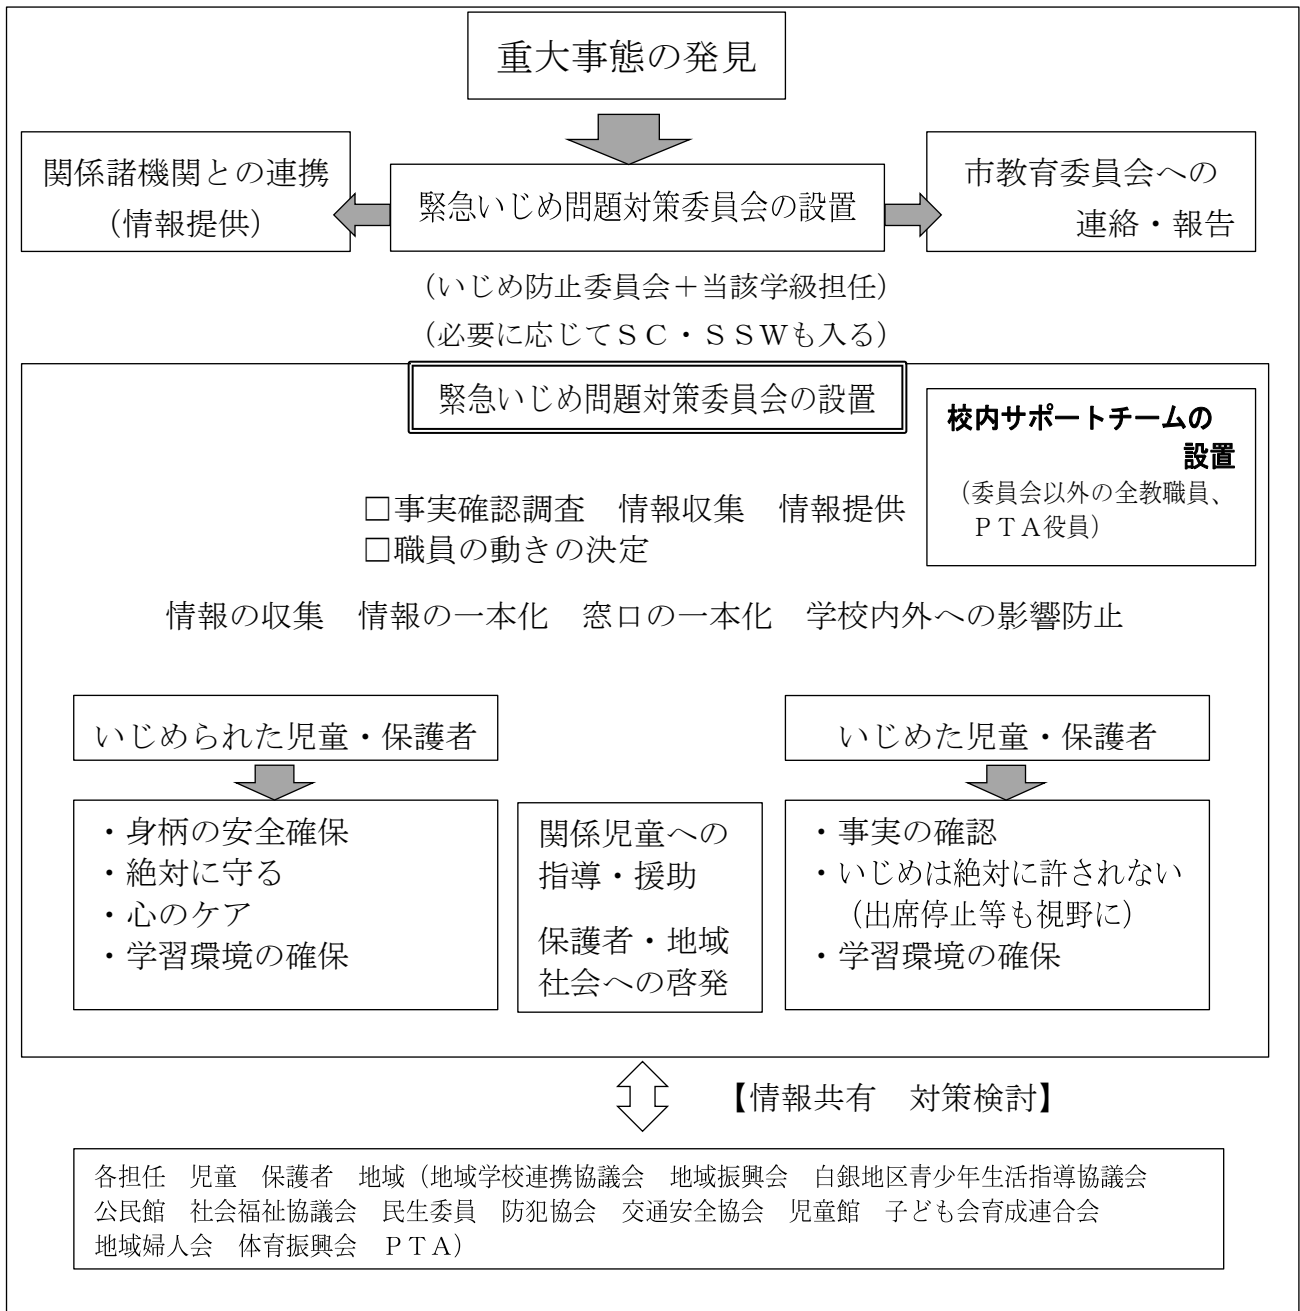 重大事態の発見
関係諸機関との連携
（情報提供）
緊急いじめ問題対策委員会の設置
市教育委員会への
連絡・報告
（いじめ防止委員会＋当該学級担任）
（必要に応じてＳＣ・ＳＳＷも入る）
緊急いじめ問題対策委員会の設置
校内サポートチームの
設置
（委員会以外の全教職員、
ＰＴＡ役員）
□事実確認調査　情報収集　情報提供
□職員の動きの決定
情報の収集　情報の一本化　窓口の一本化　学校内外への影響防止
いじめられた児童・保護者
・身柄の安全確保
・絶対に守る
・心のケア
・学習環境の確保
関係児童への
指導・援助
保護者・地域
社会への啓発
いじめた児童・保護者
・事実の確認
・いじめは絶対に許されない
（出席停止等も視野に）
・学習環境の確保
【情報共有　対策検討】
各担任　児童　保護者　地域（地域学校連携協議会　地域振興会　白銀地区青少年生活指導協議会
公民館　社会福祉協議会　民生委員　防犯協会　交通安全協会　児童館　子ども会育成連合会
地域婦人会　体育振興会　ＰＴＡ）